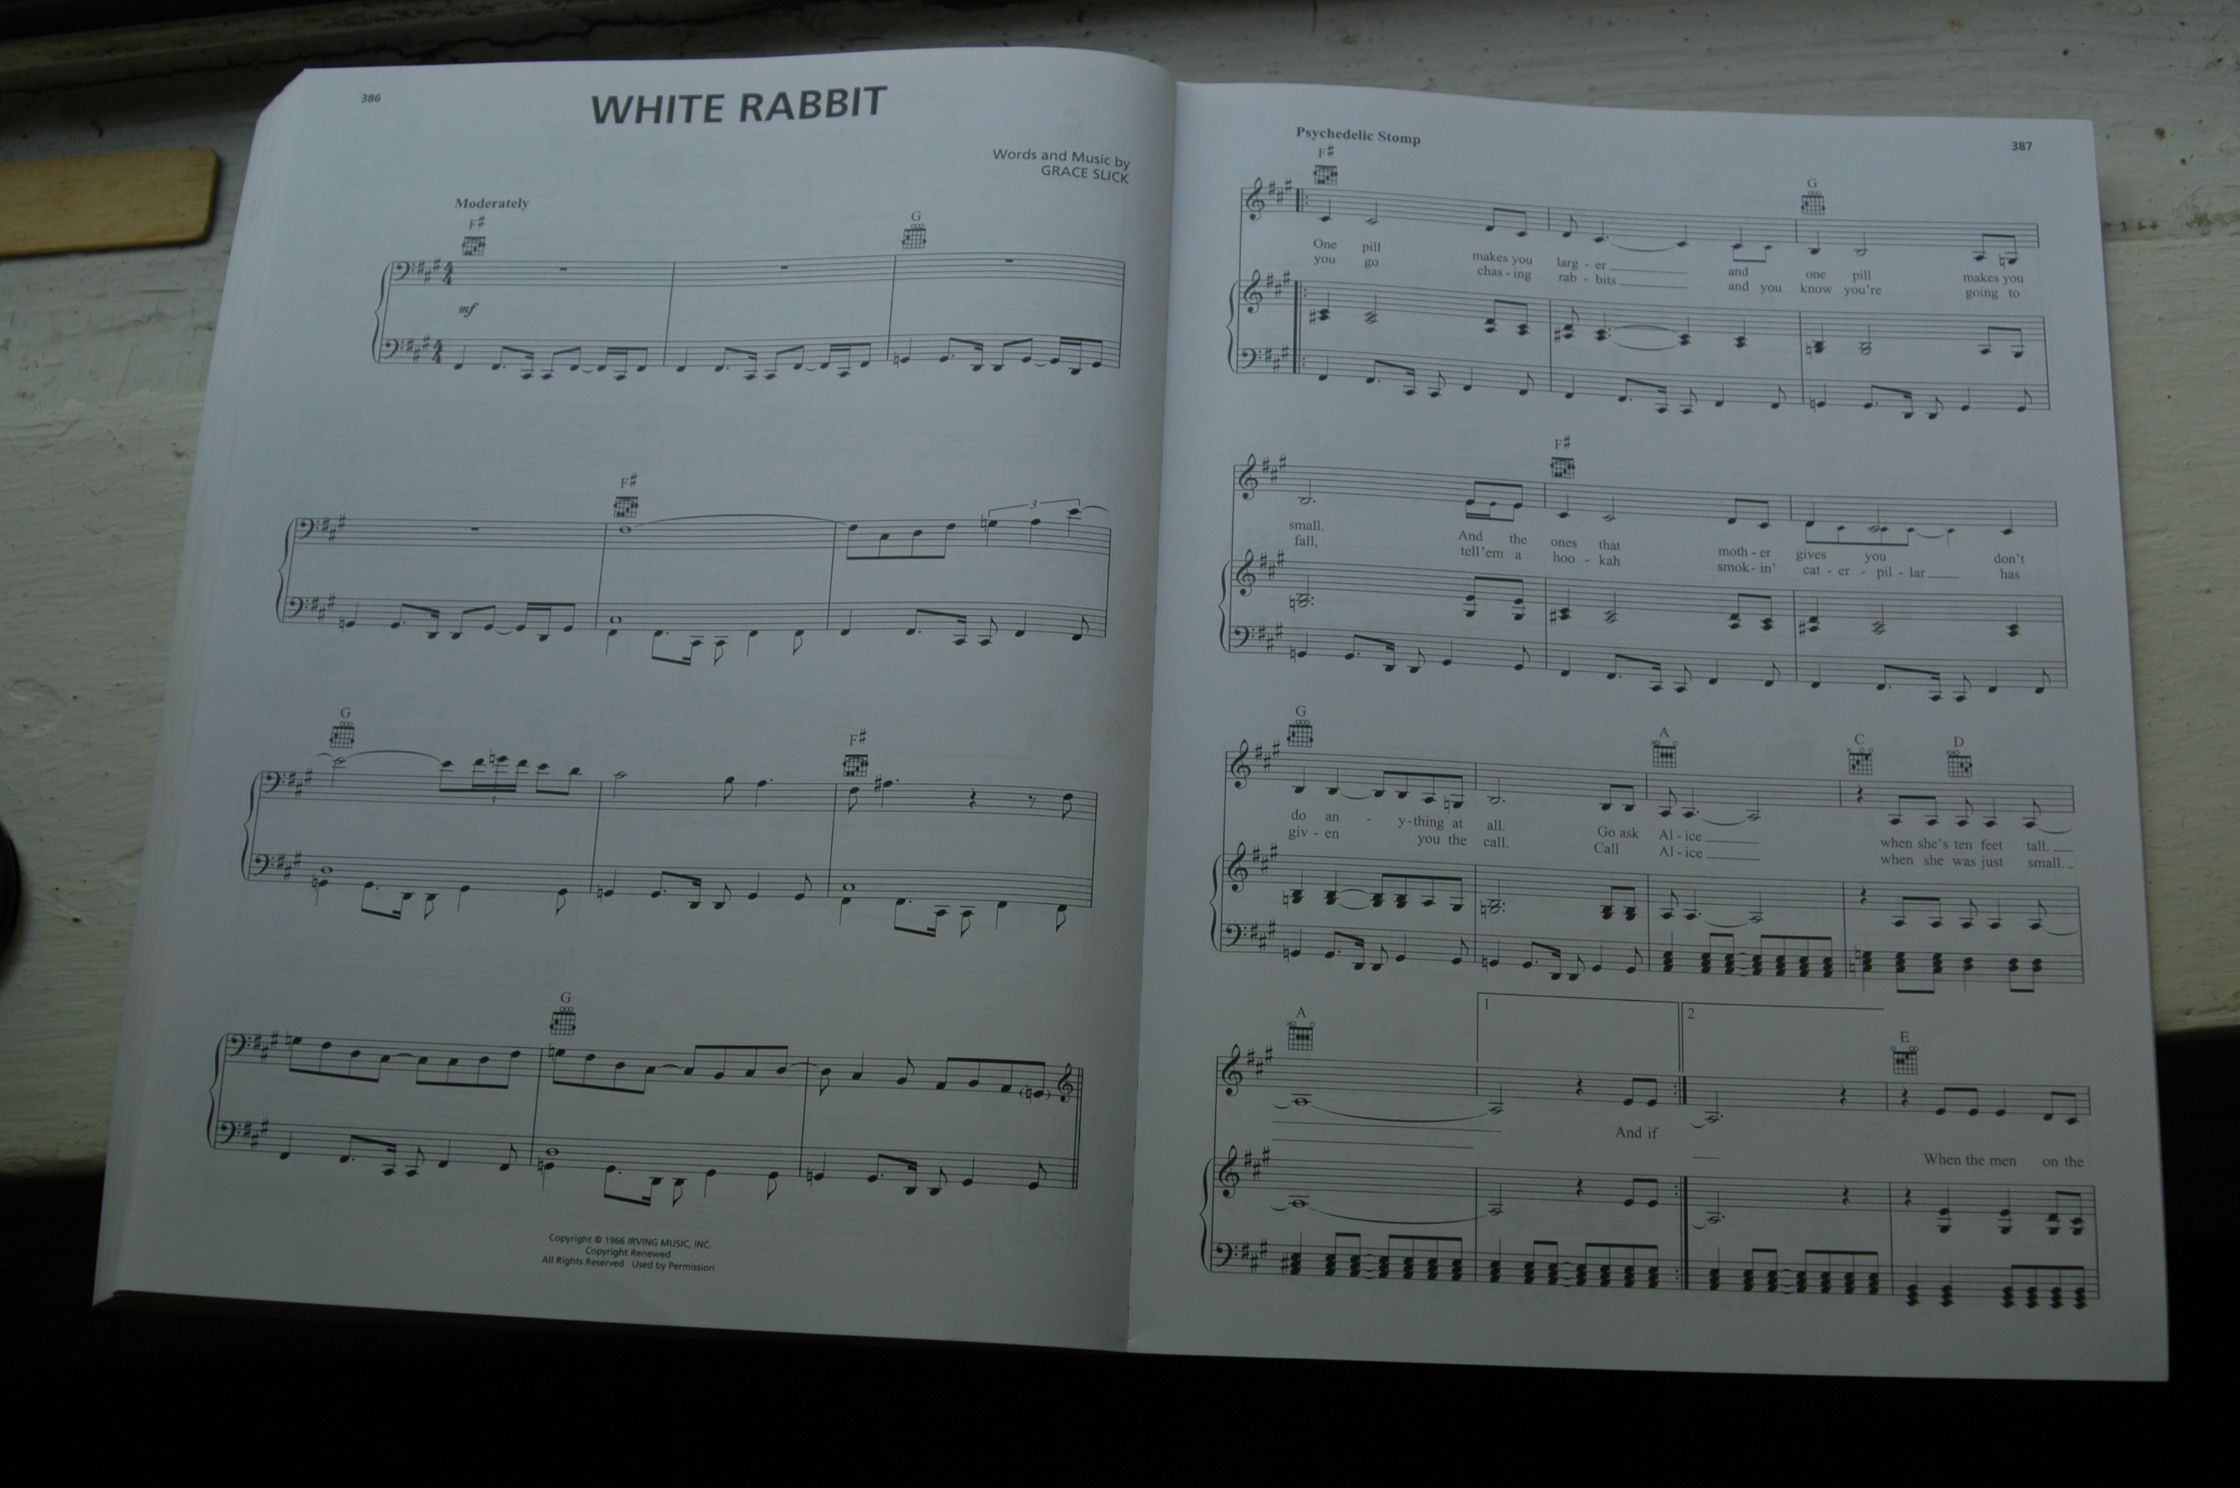 386
WHITE RABBIT
Words and Music by
GRACE SLICK
Moderately
F♯ G
mf
F♯
3
G F♯
3
G
Copyright © 1966 IRVING MUSIC, INC.
Copyright Renewed
All Rights Reserved Used by Permission
387
Psychedelic Stomp
F♯ G
One pill makes you larg - er and one pill makes you
you go chas - ing rab - bits and you know you're going to
F♯
small. And the ones that moth - er gives you don't
fall, tell 'em a hoo - kah smok - in' cat - er - pil - lar has
G A C D
do an - y - thing at all. Go ask Al - ice when she's ten feet tall.
giv - en you the call. Call Al - ice when she was just small.
A 1 2 E
And if When the men on the